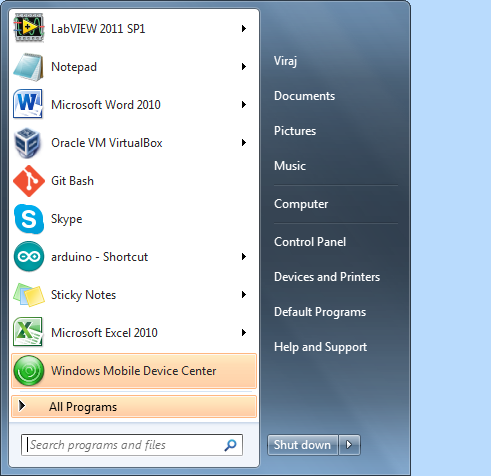 LabVIEW 2011 SP1
Notepad
Microsoft Word 2010
Oracle VM VirtualBox
Git Bash
Skype
arduino - Shortcut
Sticky Notes
Microsoft Excel 2010
Windows Mobile Device Center
All Programs
Search programs and files
Viraj
Documents
Pictures
Music
Computer
Control Panel
Devices and Printers
Default Programs
Help and Support
Shut down